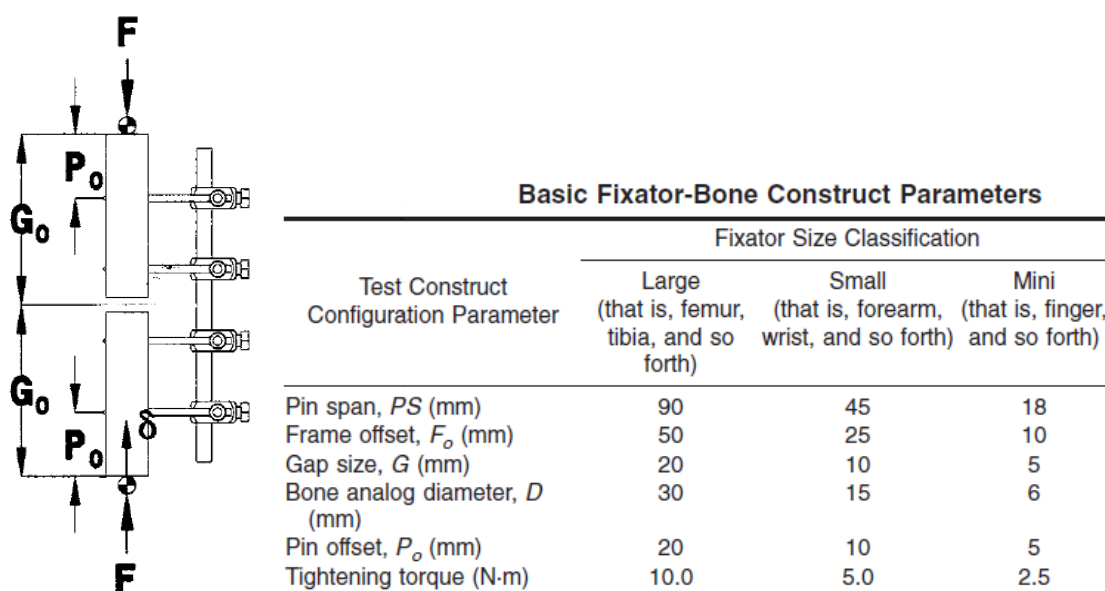 F
P₀
G₀
G₀
P₀
δ
F
Basic Fixator-Bone Construct Parameters
Fixator Size Classification
Test Construct Configuration Parameter
Large (that is, femur, tibia, and so forth)
Small (that is, forearm, wrist, and so forth)
Mini (that is, finger, and so forth)
Pin span, PS (mm) 90 45 18
Frame offset, Fₒ (mm) 50 25 10
Gap size, G (mm) 20 10 5
Bone analog diameter, D (mm) 30 15 6
Pin offset, Pₒ (mm) 20 10 5
Tightening torque (N·m) 10.0 5.0 2.5